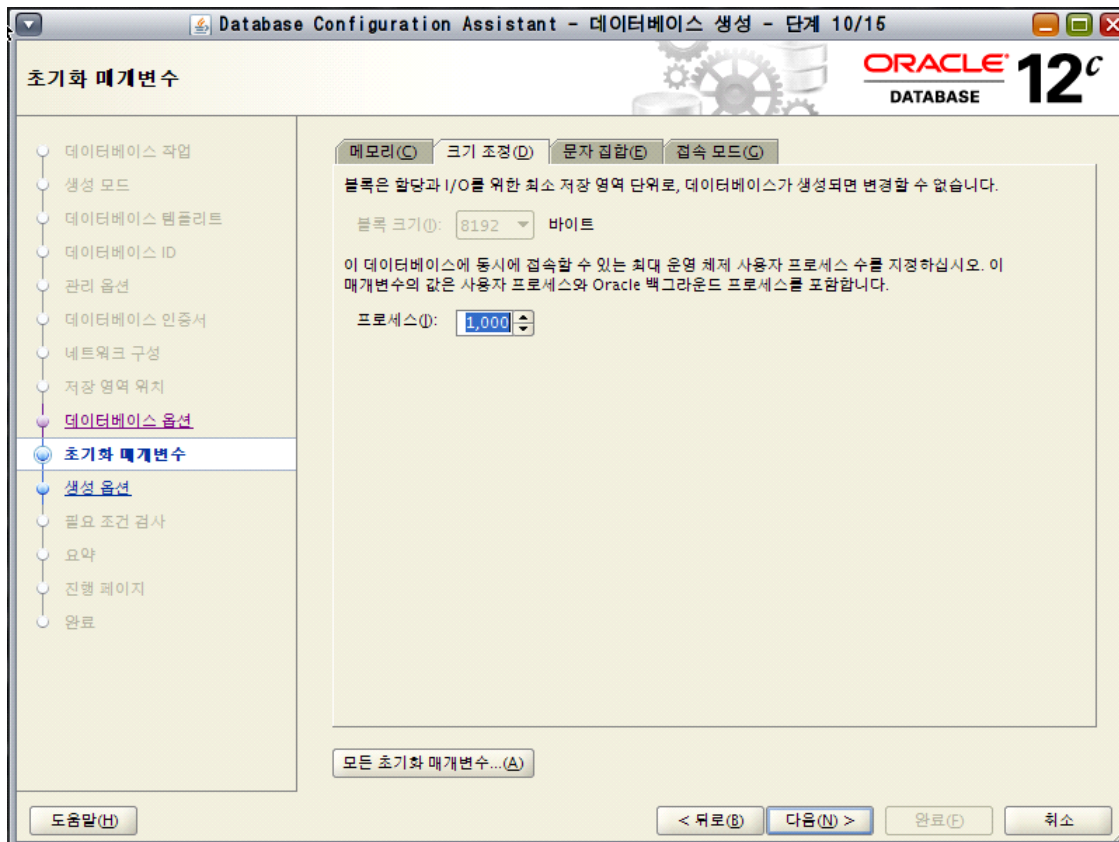 Database Configuration Assistant - 데이터베이스 생성 - 단계 10/15
초기화 매개변수
ORACLE
DATABASE
12c
데이터베이스 작업
생성 모드
데이터베이스 템플리트
데이터베이스 ID
관리 옵션
데이터베이스 인증서
네트워크 구성
저장 영역 위치
데이터베이스 옵션
초기화 매개변수
생성 옵션
필요 조건 검사
요약
진행 페이지
완료
메모리(C) 크기 조정(D) 문자 집합(E) 접속 모드(G)
블록은 할당과 I/O를 위한 최소 저장 영역 단위로, 데이터베이스가 생성되면 변경할 수 없습니다.
블록 크기(I): 8192 바이트
이 데이터베이스에 동시에 접속할 수 있는 최대 운영 체제 사용자 프로세스 수를 지정하십시오. 이
매개변수의 값은 사용자 프로세스와 Oracle 백그라운드 프로세스를 포함합니다.
프로세스(J): 1,000
모든 초기화 매개변수...(A)
도움말(H)
< 뒤로(B) 다음(N) > 완료(F) 취소